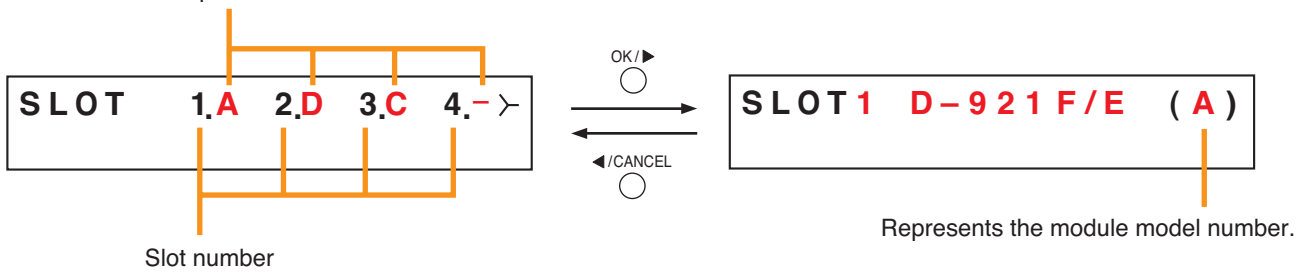 SLOT 1.A 2.D 3.C 4.–
OK/▶
SLOT1 D–921F/E (A)
◀/CANCEL
Represents the module model number.
Slot number